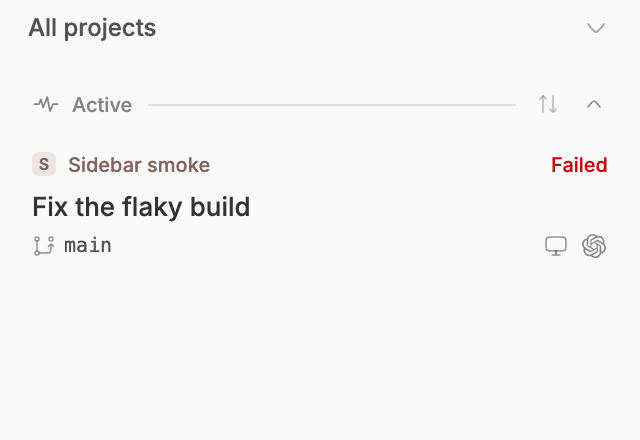 All projects
Active
S Sidebar smoke Failed
Fix the flaky build
main